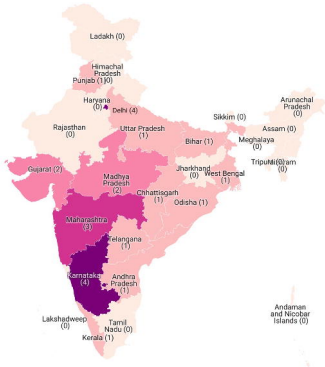 Ladakh (0)
Himachal
Pradesh
(0)
Punjab (1)
Haryana
(0)
Delhi (4)
Rajasthan
(0)
Uttar Pradesh
(1)
Bihar (1)
Sikkim (0)
Arunachal
Pradesh
(0)
Assam (0)
Meghalaya
(0)
Gujarat (2)
Madhya
Pradesh
(2)
Jharkhand
(0)
West Bengal
(1)
Chhattisgarh
(1)
Odisha (1)
Maharashtra
(3)
Telangana
(1)
Karnataka
(4)
Andhra
Pradesh
(1)
Lakshadweep
(0)
Tamil
Nadu (0)
Kerala (1)
Andaman
and Nicobar
Islands (0)